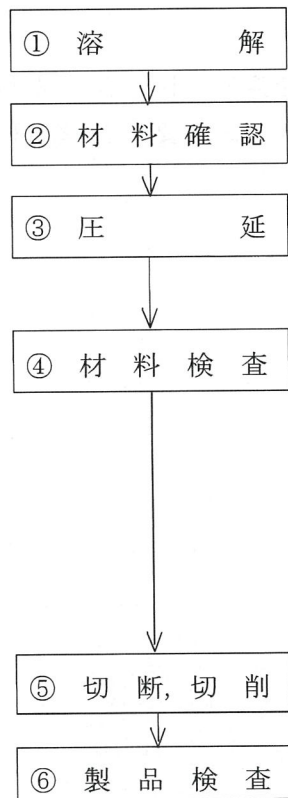 ① 溶解
② 材料確認
③ 圧延
④ 材料検査
⑤ 切断, 切削
⑥ 製品検査